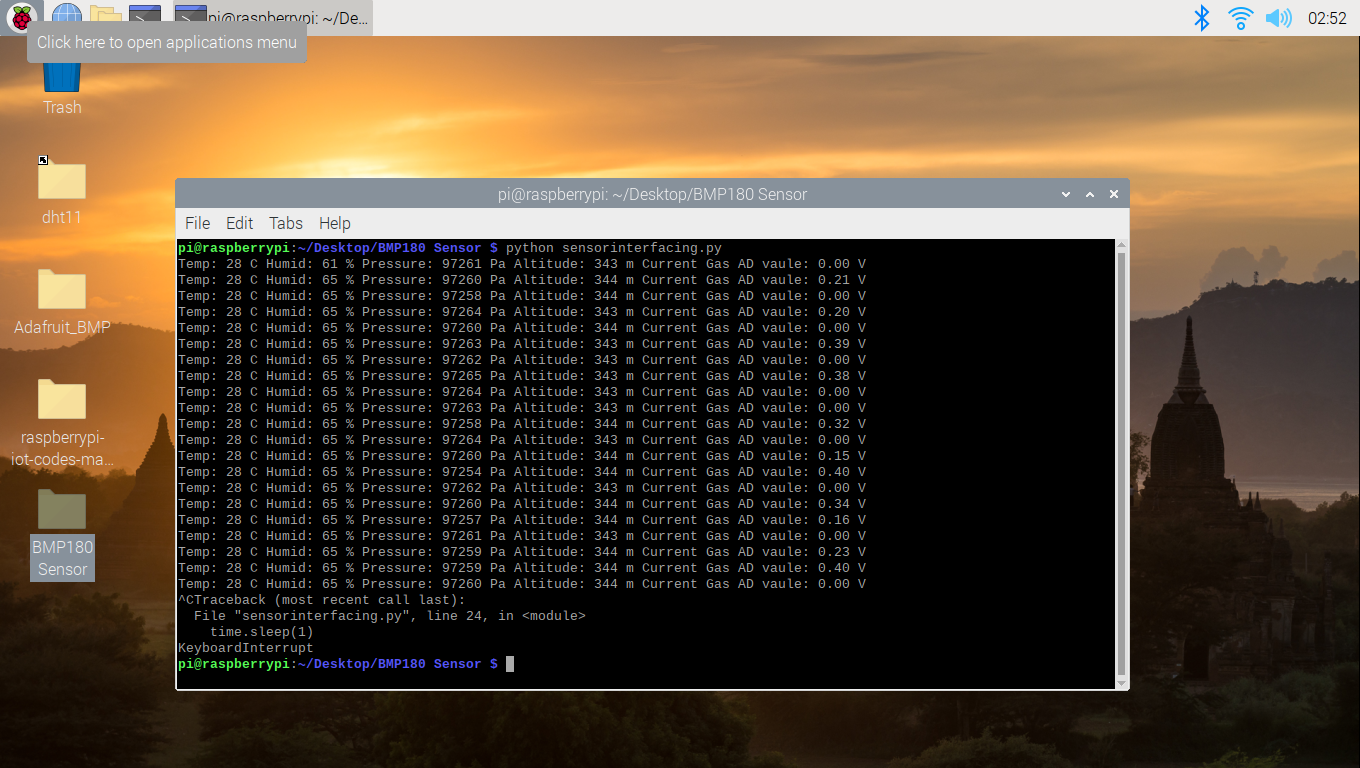 pi@raspberrypi: ~/De...
02:52
Click here to open applications menu
Trash
dht11
Adafruit_BMP
raspberrypi-
iot-codes-ma...
BMP180
Sensor
pi@raspberrypi: ~/Desktop/BMP180 Sensor
File Edit Tabs Help
pi@raspberrypi:~/Desktop/BMP180 Sensor $ python sensorinterfacing.py
Temp: 28 C Humid: 61 % Pressure: 97261 Pa Altitude: 343 m Current Gas AD vaule: 0.00 V
Temp: 28 C Humid: 65 % Pressure: 97260 Pa Altitude: 344 m Current Gas AD vaule: 0.21 V
Temp: 28 C Humid: 65 % Pressure: 97258 Pa Altitude: 344 m Current Gas AD vaule: 0.00 V
Temp: 28 C Humid: 65 % Pressure: 97264 Pa Altitude: 344 m Current Gas AD vaule: 0.20 V
Temp: 28 C Humid: 65 % Pressure: 97260 Pa Altitude: 344 m Current Gas AD vaule: 0.00 V
Temp: 28 C Humid: 65 % Pressure: 97263 Pa Altitude: 343 m Current Gas AD vaule: 0.39 V
Temp: 28 C Humid: 65 % Pressure: 97262 Pa Altitude: 343 m Current Gas AD vaule: 0.00 V
Temp: 28 C Humid: 65 % Pressure: 97265 Pa Altitude: 343 m Current Gas AD vaule: 0.38 V
Temp: 28 C Humid: 65 % Pressure: 97264 Pa Altitude: 343 m Current Gas AD vaule: 0.00 V
Temp: 28 C Humid: 65 % Pressure: 97263 Pa Altitude: 343 m Current Gas AD vaule: 0.00 V
Temp: 28 C Humid: 65 % Pressure: 97258 Pa Altitude: 343 m Current Gas AD vaule: 0.32 V
Temp: 28 C Humid: 65 % Pressure: 97264 Pa Altitude: 343 m Current Gas AD vaule: 0.00 V
Temp: 28 C Humid: 65 % Pressure: 97260 Pa Altitude: 344 m Current Gas AD vaule: 0.15 V
Temp: 28 C Humid: 65 % Pressure: 97254 Pa Altitude: 344 m Current Gas AD vaule: 0.40 V
Temp: 28 C Humid: 65 % Pressure: 97262 Pa Altitude: 343 m Current Gas AD vaule: 0.00 V
Temp: 28 C Humid: 65 % Pressure: 97260 Pa Altitude: 344 m Current Gas AD vaule: 0.34 V
Temp: 28 C Humid: 65 % Pressure: 97257 Pa Altitude: 344 m Current Gas AD vaule: 0.16 V
Temp: 28 C Humid: 65 % Pressure: 97261 Pa Altitude: 343 m Current Gas AD vaule: 0.00 V
Temp: 28 C Humid: 65 % Pressure: 97259 Pa Altitude: 344 m Current Gas AD vaule: 0.23 V
Temp: 28 C Humid: 65 % Pressure: 97259 Pa Altitude: 344 m Current Gas AD vaule: 0.40 V
Temp: 28 C Humid: 65 % Pressure: 97260 Pa Altitude: 344 m Current Gas AD vaule: 0.00 V
^CTraceback (most recent call last):
  File "sensorinterfacing.py", line 24, in <module>
    time.sleep(1)
KeyboardInterrupt
pi@raspberrypi:~/Desktop/BMP180 Sensor $